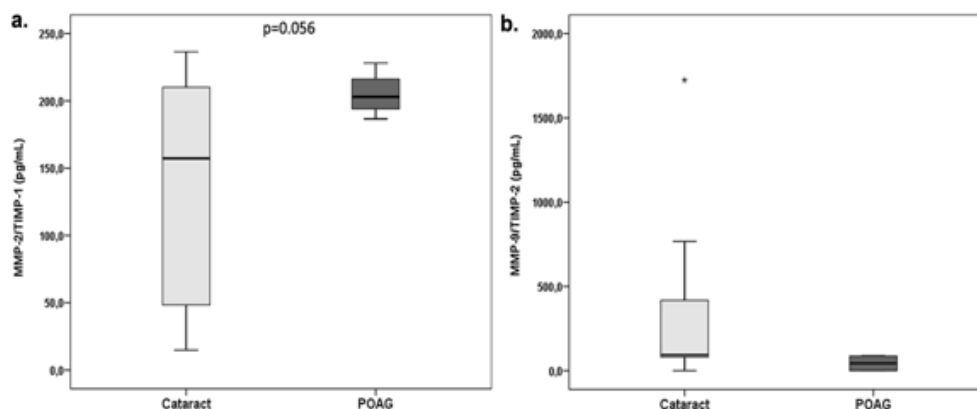 a.
p=0.056
MMP-2/TIMP-1 (pg/mL)
250,0
200,0
150,0
100,0
50,0
0,0
Cataract
POAG
b.
MMP-9/TIMP-2 (pg/mL)
2000,0
1500,0
1000,0
500,0
0,0
*
Cataract
POAG